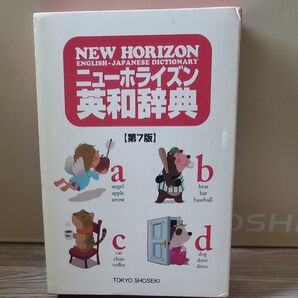 NEW HORIZON
ENGLISH-JAPANESE DICTIONARY
ニューホライズン
英和辞典
【第7版】
a
angel
apple
arrow
b
bear
bat
baseball
c
cat
chair
coffee
d
dog
door
dress
TOKYO SHOSEKI
OSHI